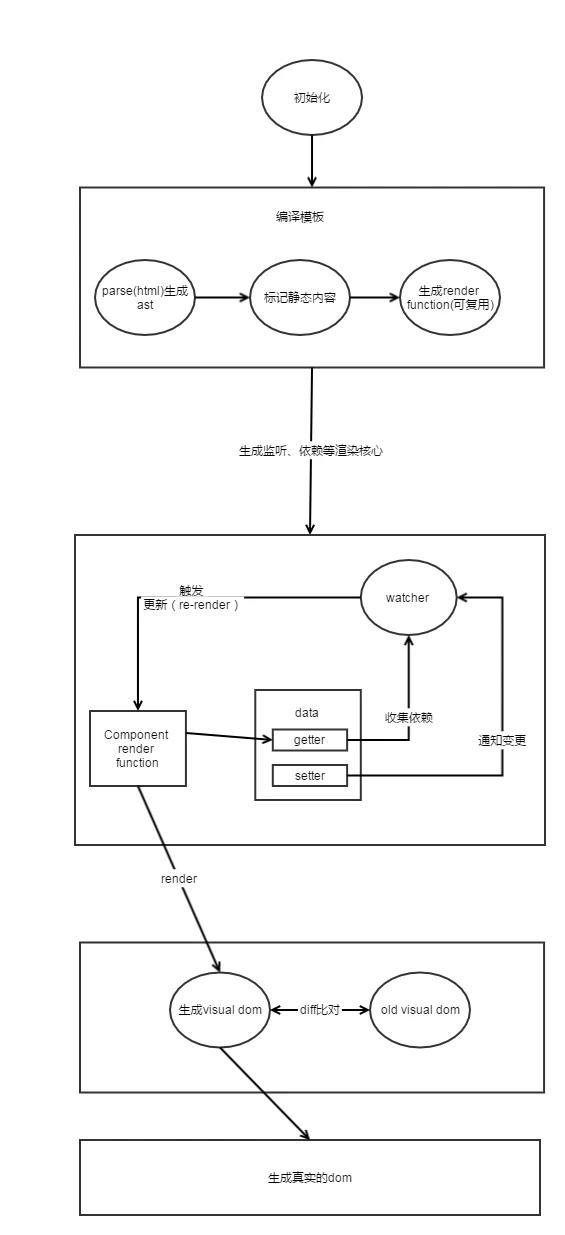 初始化
编译模板
parse(html)生成
ast
标记静态内容
生成render
function(可复用)
生成监听、依赖等渲染核心
触发
更新（re-render）
watcher
data
收集依赖
getter
通知变更
Component
render
function
setter
render
生成visual dom
diff比对
old visual dom
生成真实的dom